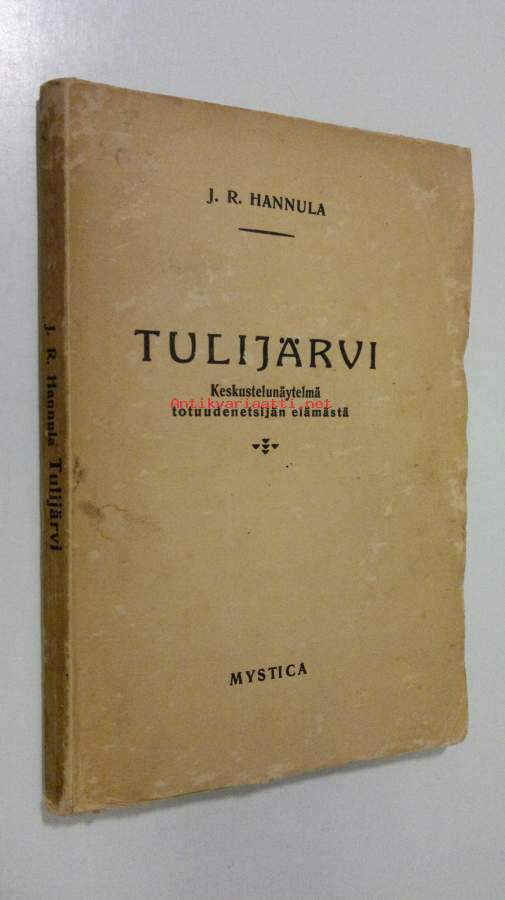 J. R. HANNULA
TULIJÄRVI
Keskustelunäytelmä
Antikvariaatti.net
totuudenetsijän elämästä
MYSTICA
J. R. Hannula Tulijärvi